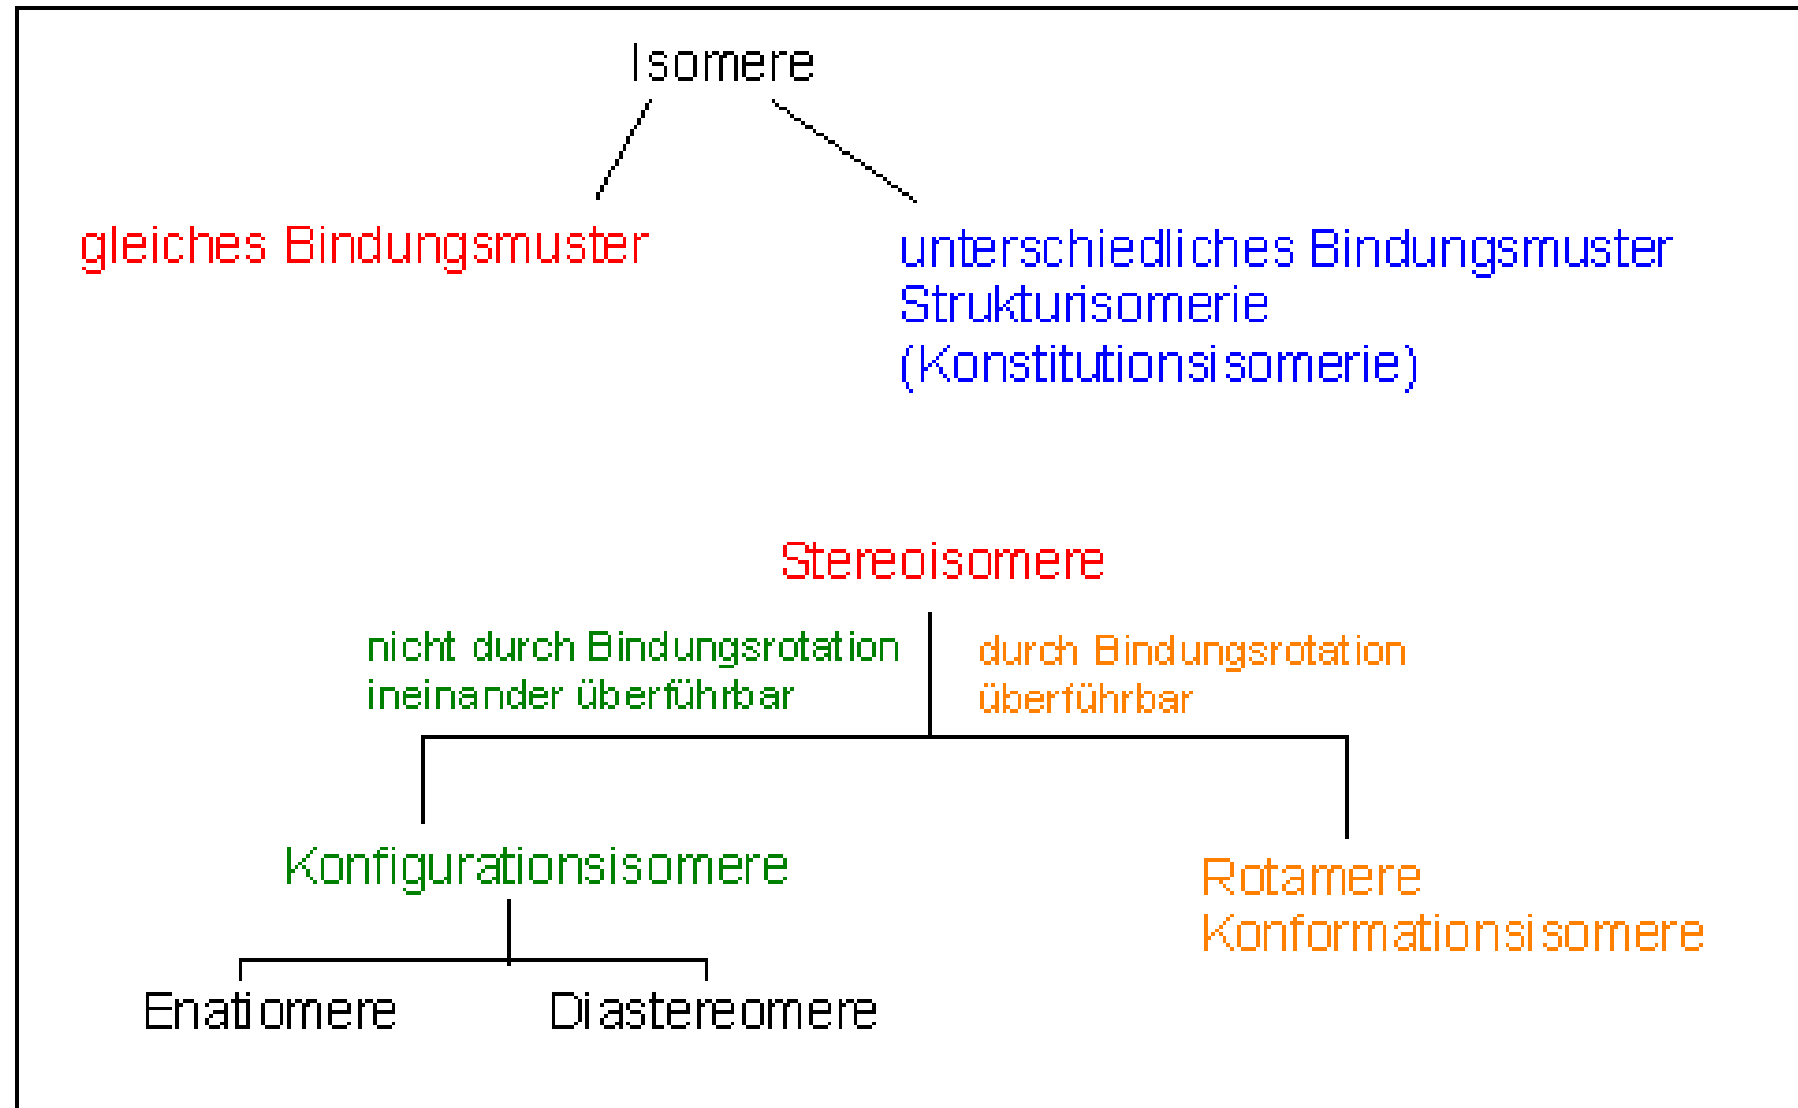 Isomere
gleiches Bindungsmuster
unterschiedliches Bindungsmuster
Strukturisomerie
(Konstitutionsisomerie)
Stereoisomere
nicht durch Bindungsrotation
ineinander überführbar
durch Bindungsrotation
überführbar
Konfigurationsisomere
Rotamere
Konformationsisomere
Enatiomere
Diastereomere